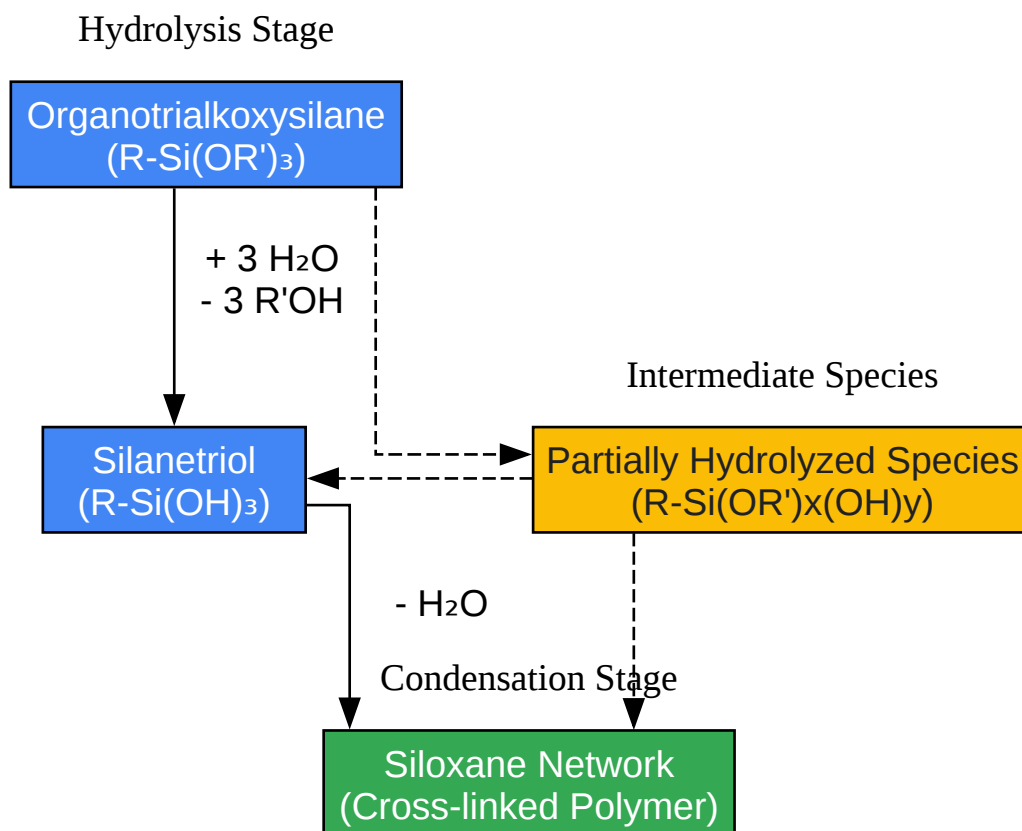 Hydrolysis Stage
Organotrialkoxysilane
(R-Si(OR')₃)
+ 3 H₂O
- 3 R'OH
Intermediate Species
Silanetriol
(R-Si(OH)₃)
Partially Hydrolyzed Species
(R-Si(OR')x(OH)y)
- H₂O
Condensation Stage
Siloxane Network
(Cross-linked Polymer)